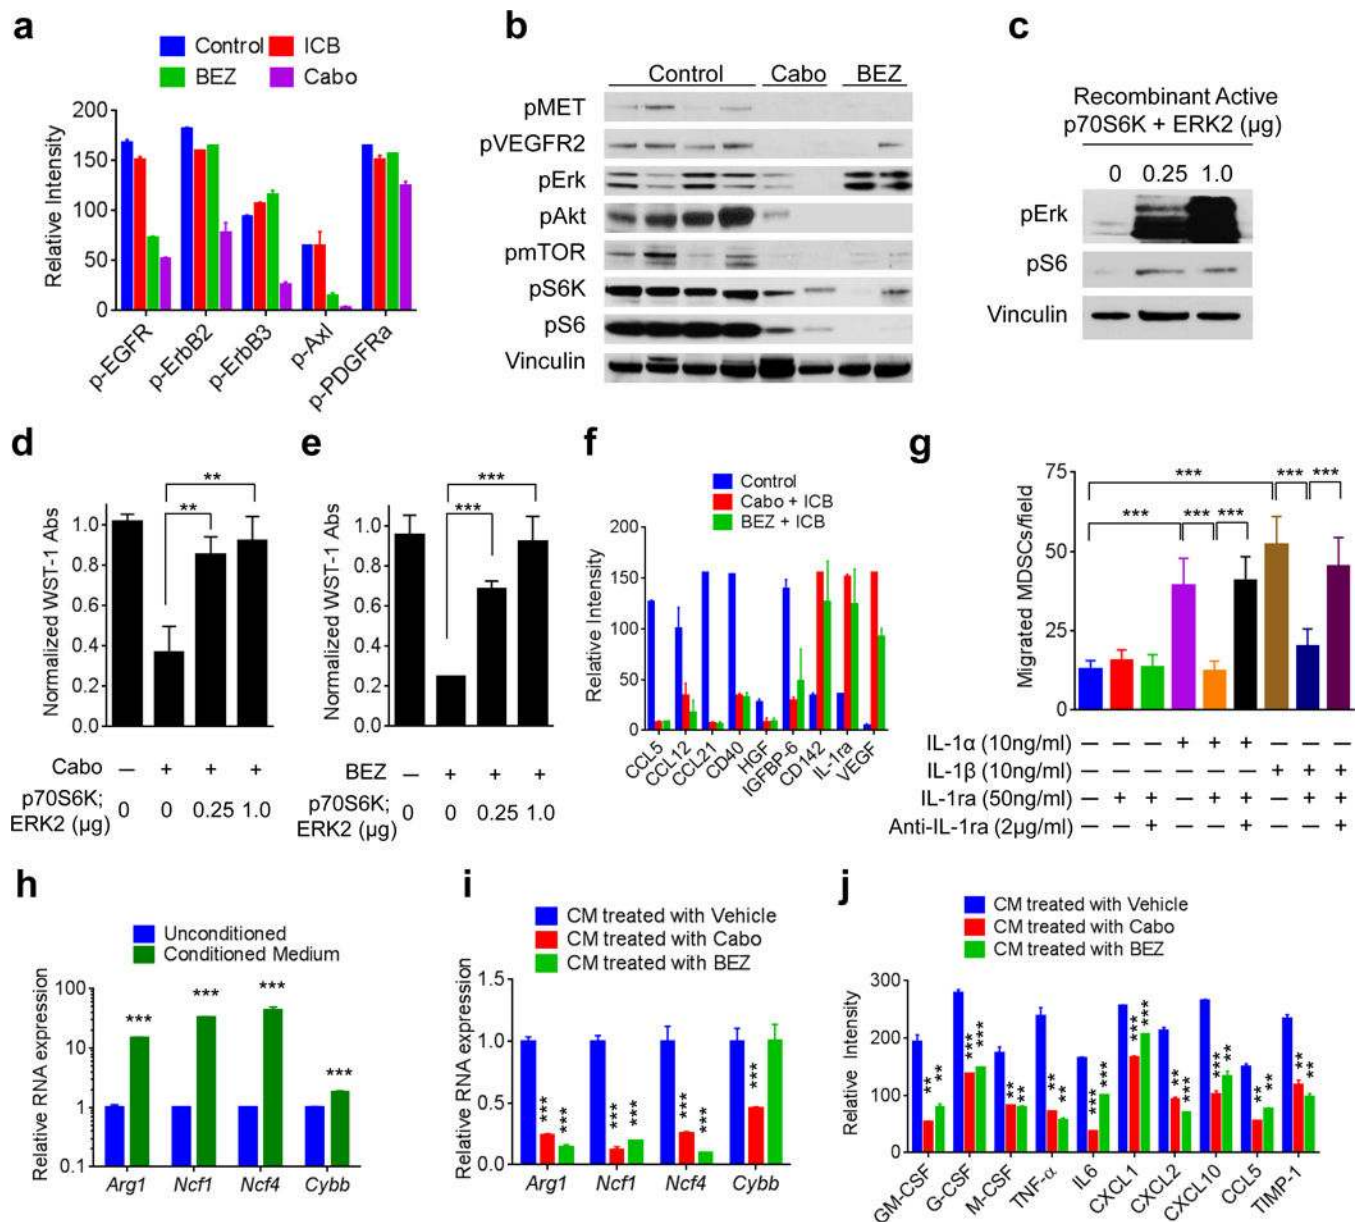 a
Control ICB
BEZ Cabo
Relative Intensity
200
150
100
50
0
p-EGFR
p-ErbB2
p-ErbB3
p-Axl
p-PDGFRa
b
Control Cabo BEZ
pMET
pVEGFR2
pErk
pAkt
pmTOR
pS6K
pS6
Vinculin
c
Recombinant Active
p70S6K + ERK2 (µg)
0 0.25 1.0
pErk
pS6
Vinculin
d
Normalized WST-1 Abs
** **
1.0
0.8
0.6
0.4
0.2
0.0
Cabo — + + +
p70S6K;
ERK2 (µg) 0 0 0.25 1.0
e
Normalized WST-1 Abs
*** ***
1.0
0.8
0.6
0.4
0.2
0.0
BEZ — + + +
p70S6K;
ERK2 (µg) 0 0 0.25 1.0
f
Control
Cabo + ICB
BEZ + ICB
Relative Intensity
200
150
100
50
0
CCL5
CCL12
CCL21
CD40
HGF
IGFBP-6
CD142
IL-1ra
VEGF
g
Migrated MDSCs/field
75
50
25
0
*** *** ***
*** *** ***
IL-1α (10ng/ml) — — — + + + — — —
IL-1β (10ng/ml) — — — — — — + + +
IL-1ra (50ng/ml) — + + — + + — + +
Anti-IL-1ra (2µg/ml) — — + — — + — — +
h
Unconditioned
Conditioned Medium
Relative RNA expression
100
10
1
0.1
*** *** *** ***
Arg1 Ncf1 Ncf4 Cybb
i
CM treated with Vehicle
CM treated with Cabo
CM treated with BEZ
Relative RNA expression
1.5
1.0
0.5
0.0
*** *** *** *** *** *** ***
Arg1 Ncf1 Ncf4 Cybb
j
CM treated with Vehicle
CM treated with Cabo
CM treated with BEZ
Relative Intensity
300
200
100
0
** ** *** *** ** ** ** ** *** *** *** *** ** *** *** ** ** ** ** **
GM-CSF
G-CSF
M-CSF
TNF-α
IL6
CXCL1
CXCL2
CXCL10
CCL5
TIMP-1